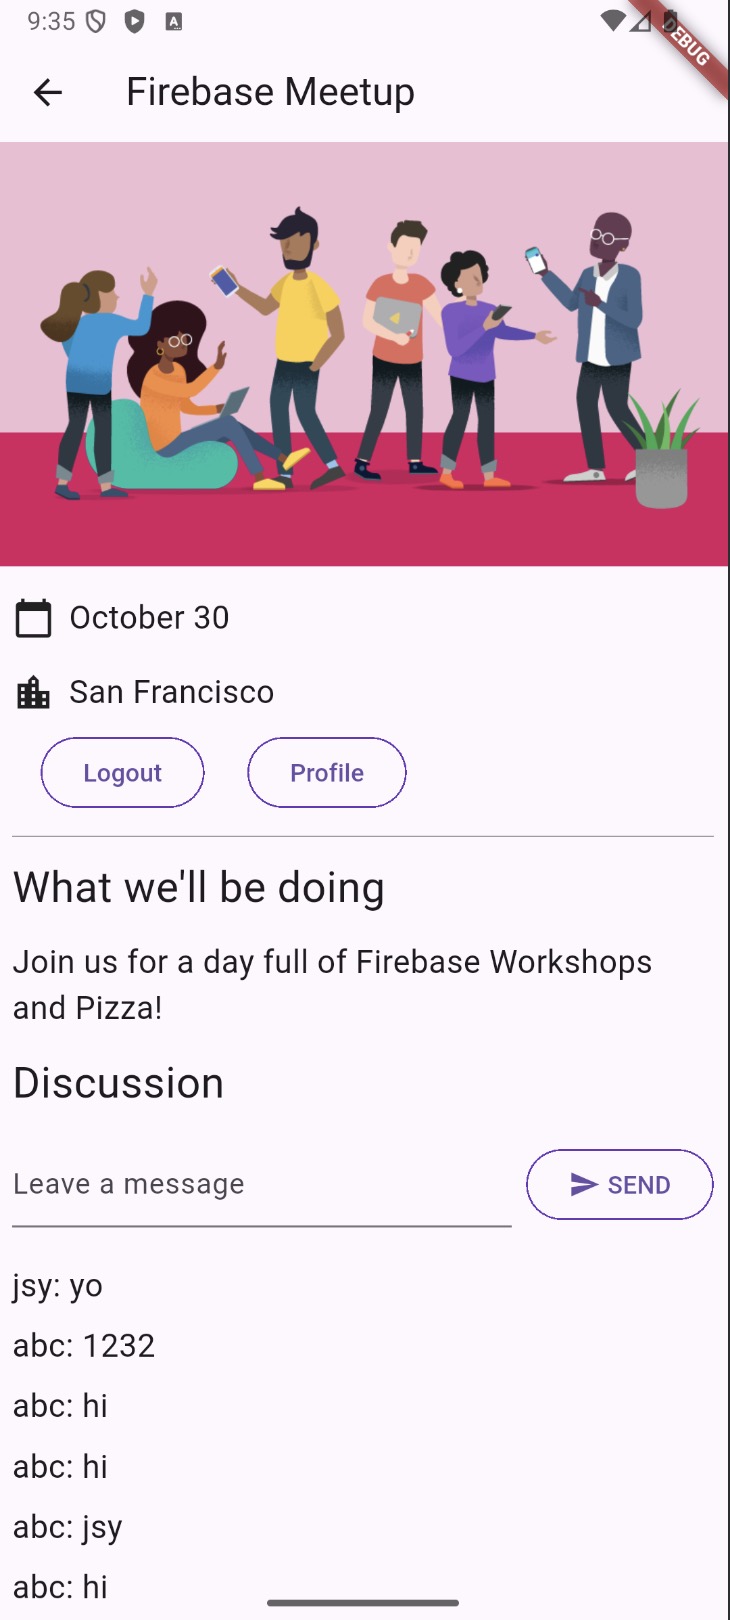 9:35
DEBUG
Firebase Meetup
October 30
San Francisco
Logout
Profile
What we'll be doing
Join us for a day full of Firebase Workshops
and Pizza!
Discussion
Leave a message
SEND
jsy: yo
abc: 1232
abc: hi
abc: hi
abc: jsy
abc: hi